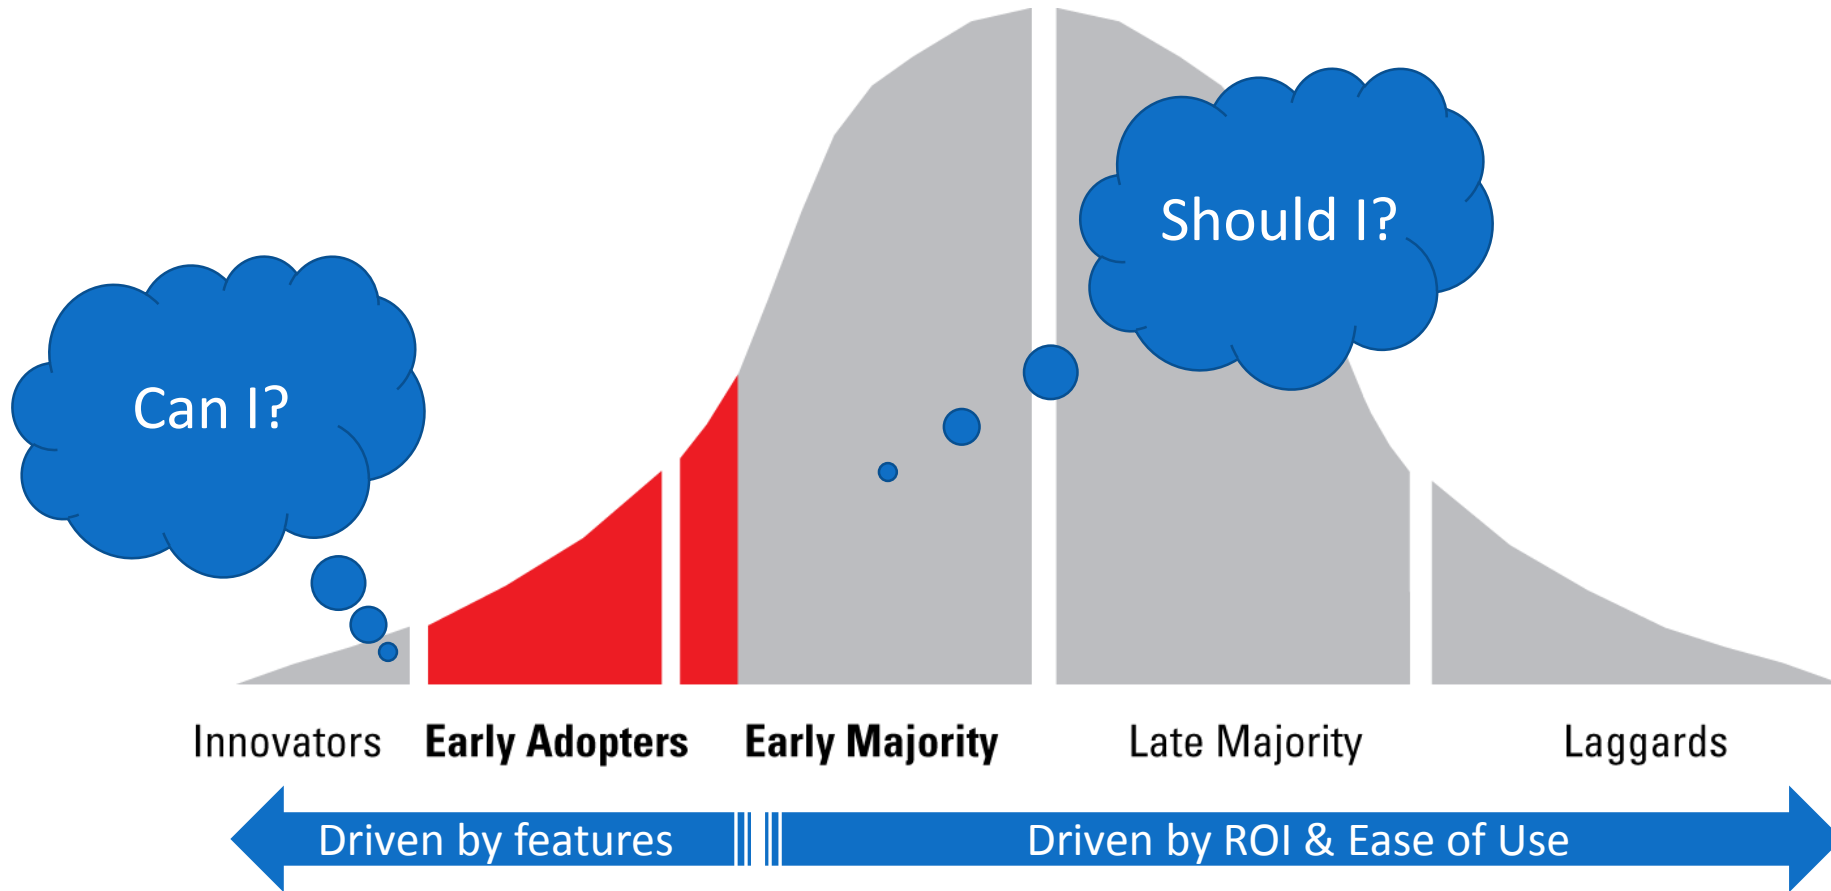 Should I?
Can I?
Innovators
Early Adopters
Early Majority
Late Majority
Laggards
Driven by features
Driven by ROI & Ease of Use